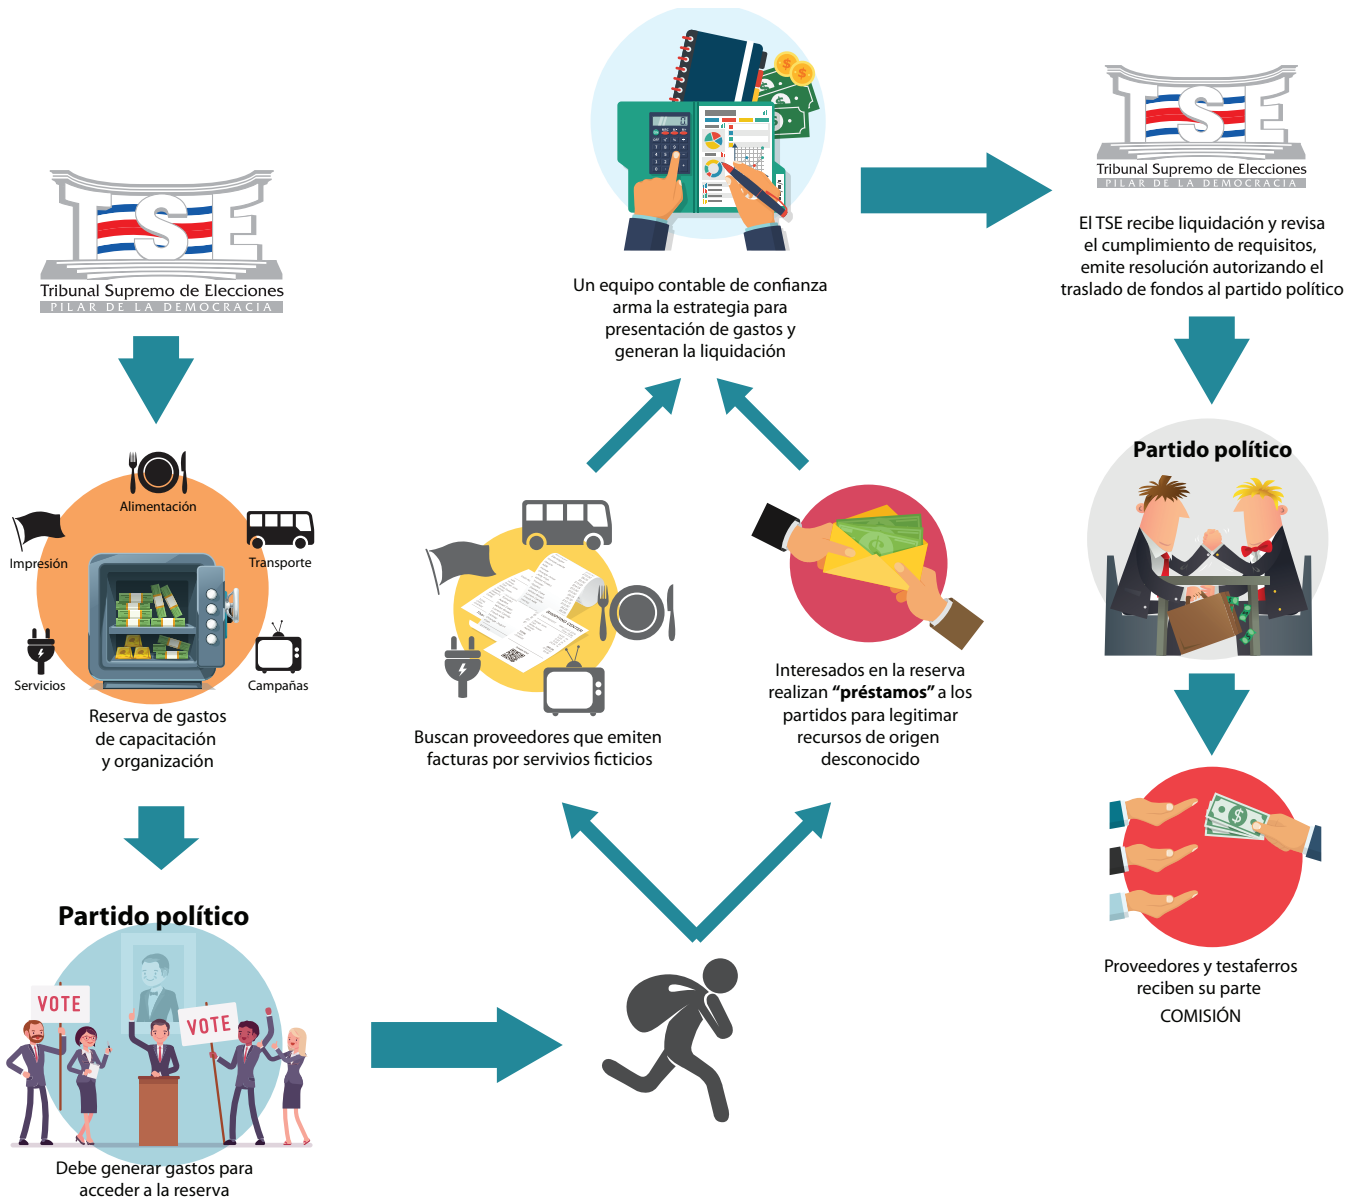 TSE
Tribunal Supremo de Elecciones
PILAR DE LA DEMOCRACIA
Alimentación
Impresión
Transporte
Servicios
Campañas
Reserva de gastos
de capacitación
y organización
Partido político
VOTE
VOTE
Debe generar gastos para
acceder a la reserva
Buscan proveedores que emiten
facturas por servivios ficticios
SHOPPING CENTER
Interesados en la reserva
realizan “préstamos” a los
partidos para legitimar
recursos de origen
desconocido
Un equipo contable de confianza
arma la estrategia para
presentación de gastos y
generan la liquidación
TSE
Tribunal Supremo de Elecciones
PILAR DE LA DEMOCRACIA
El TSE recibe liquidación y revisa
el cumplimiento de requisitos,
emite resolución autorizando el
traslado de fondos al partido político
Partido político
Proveedores y testaferros
reciben su parte
COMISIÓN